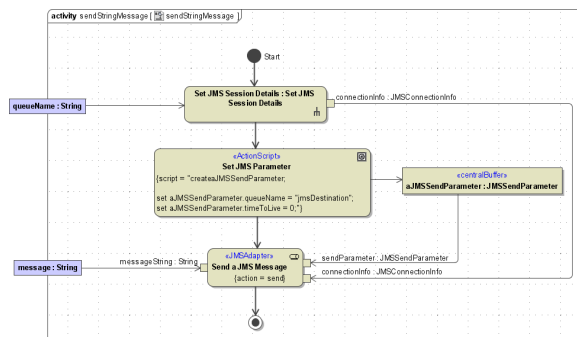 activity sendStringMessage [ sendStringMessage
Start
Set JMS Session Details : Set JMS
Session Details
connectionInfo : JMSConnectionInfo
queueName : String
«ActionScript»
Set JMS Parameter
{script = "createaJMSSendParameter;
set aJMSSendParameter.queueName = "jmsDestination";
set aJMSSendParameter.timeToLive = 0;"}
«centralBuffer»
aJMSSendParameter : JMSSendParameter
message : String
messageString : String
«JMSAdapter»
Send a JMS Message
{action = send}
sendParameter : JMSSendParameter
connectionInfo : JMSConnectionInfo